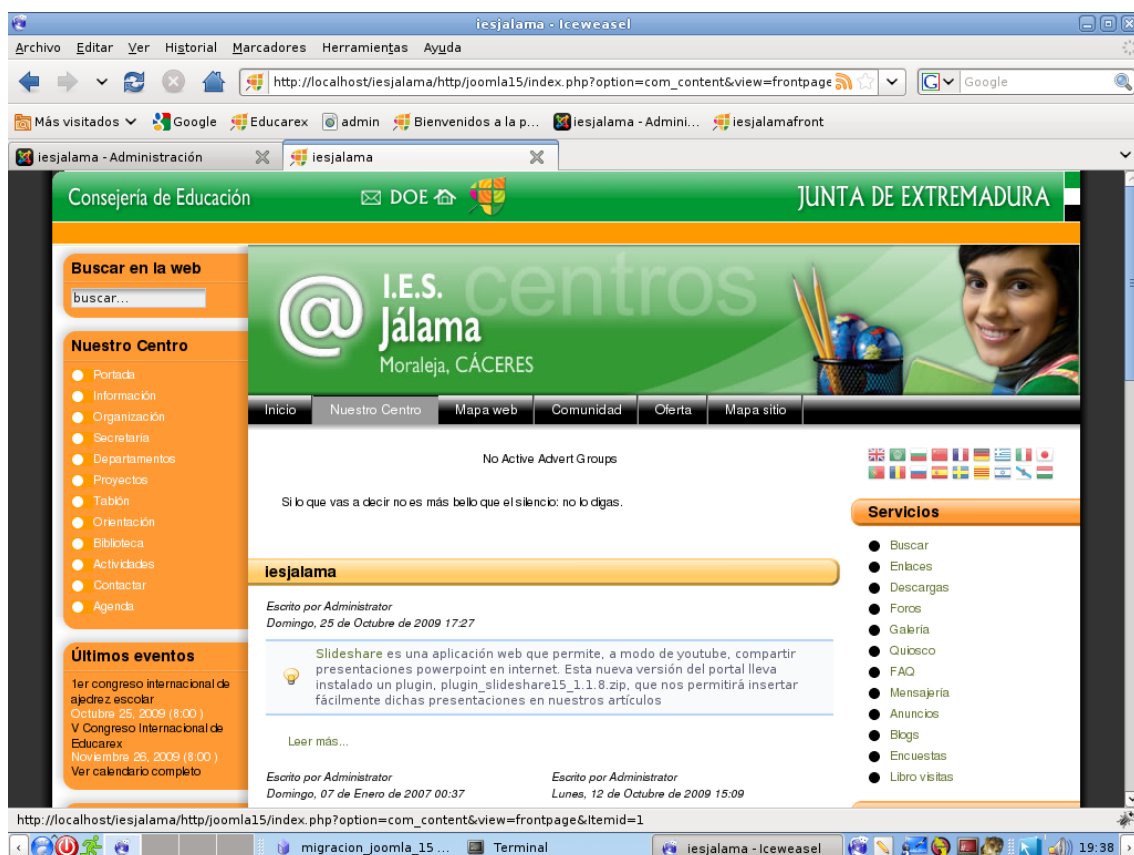 iesjalama - Iceweasel
Archivo Editar Ver Historial Marcadores Herramientas Ayuda
http://localhost/iesjalama/http/joomla15/index.php?option=com_content&view=frontpage
Google
Más visitados Google Educarex admin Bienvenidos a la p... iesjalama - Admini... iesjalamafront
iesjalama - Administración
iesjalama
Consejería de Educación
DOE
JUNTA DE EXTREMADURA
Buscar en la web
buscar...
Nuestro Centro
Portada
Información
Organización
Secretaría
Departamentos
Proyectos
Tablón
Orientación
Biblioteca
Actividades
Contactar
Agenda
Últimos eventos
1er congreso internacional de
ajedrez escolar
Octubre 25, 2009 (8:00 )
V Congreso Internacional de
Educarex
Noviembre 26, 2009 (8:00 )
Ver calendario completo
centros
@
I.E.S.
Jálama
Moraleja, CÁCERES
Inicio Nuestro Centro Mapa web Comunidad Oferta Mapa sitio
No Active Advert Groups
Si lo que vas a decir no es más bello que el silencio: no lo digas.
iesjalama
Escrito por Administrator
Domingo, 25 de Octubre de 2009 17:27
Slideshare es una aplicación web que permite, a modo de youtube, compartir
presentaciones powerpoint en internet. Esta nueva versión del portal lleva
instalado un plugin, plugin_slideshare15_1.1.8.zip, que nos permitirá insertar
fácilmente dichas presentaciones en nuestros artículos
Leer más...
Escrito por Administrator
Domingo, 07 de Enero de 2007 00:37
Escrito por Administrator
Lunes, 12 de Octubre de 2009 15:09
Servicios
Buscar
Enlaces
Descargas
Foros
Galería
Quiosco
FAQ
Mensajería
Anuncios
Blogs
Encuestas
Libro visitas
http://localhost/iesjalama/http/joomla15/index.php?option=com_content&view=frontpage&Itemid=1
migracion_joomla_15 ... Terminal iesjalama - Iceweasel 19:38